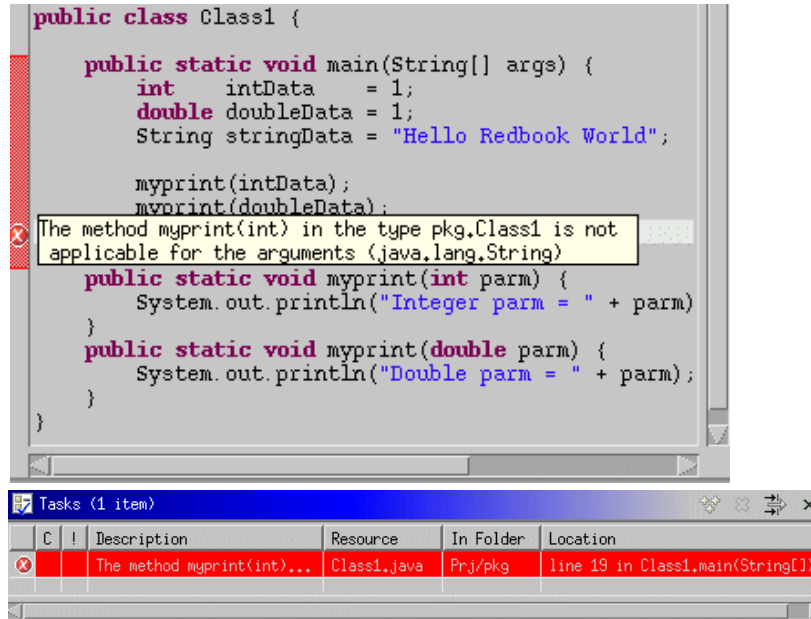 public class Class1 {
public static void main(String[] args) {
int intData = 1;
double doubleData = 1;
String stringData = "Hello Redbook World";
myprint(intData);
myprint(doubleData);
The method myprint(int) in the type pkg.Class1 is not
applicable for the arguments (java.lang.String)
public static void myprint(int parm) {
System.out.println("Integer parm = " + parm)
}
public static void myprint(double parm) {
System.out.println("Double parm = " + parm);
}
}
Tasks (1 item)
C ! Description Resource In Folder Location
The method myprint(int)... Class1.java Prj/pkg line 19 in Class1.main(String[])